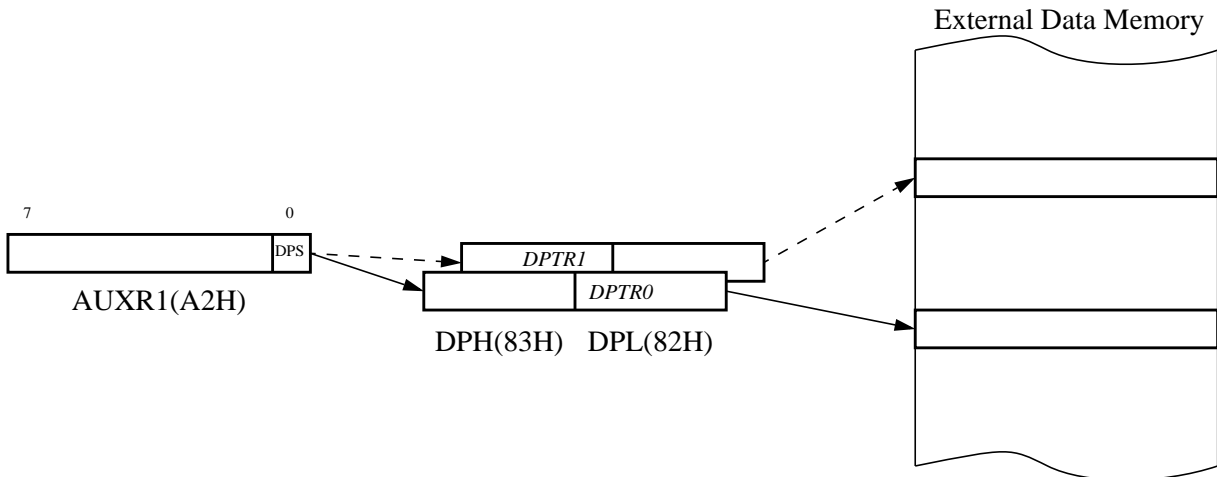 External Data Memory
7
0
DPS
DPTR1
DPTR0
AUXR1(A2H)
DPH(83H) DPL(82H)